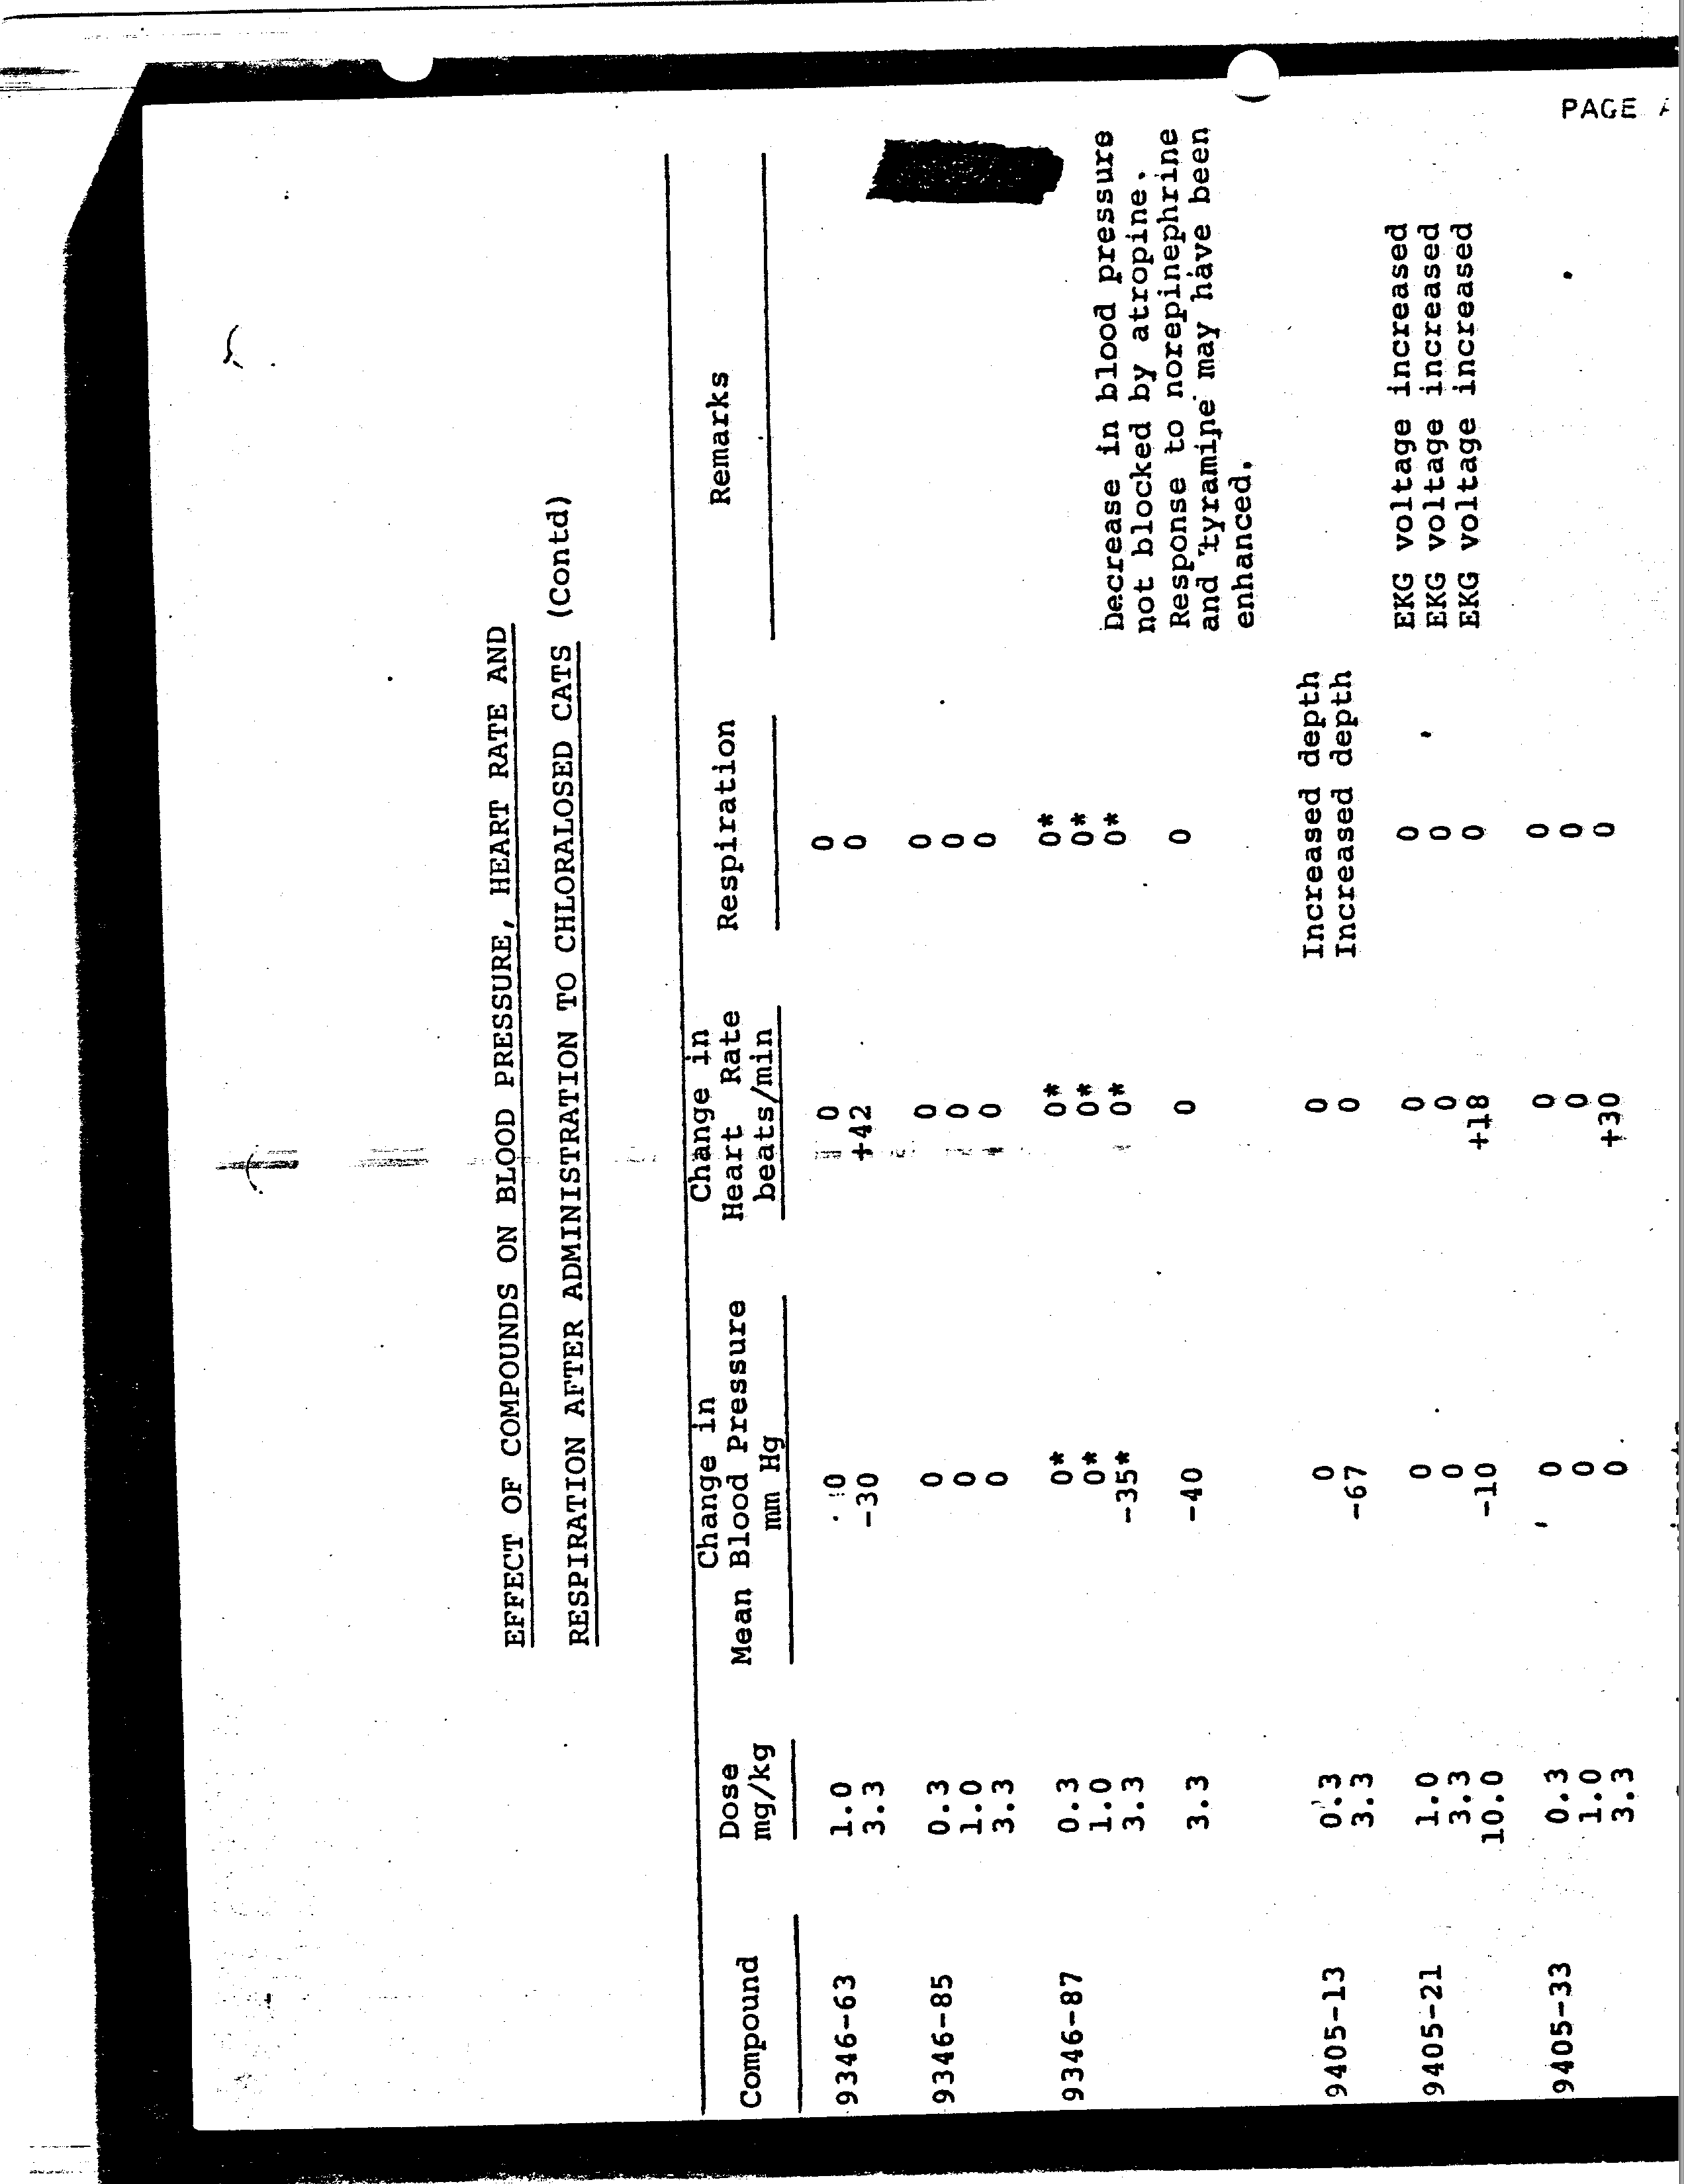 PAGE
EFFECT OF COMPOUNDS ON BLOOD PRESSURE, HEART RATE AND
RESPIRATION AFTER ADMINISTRATION TO CHLORALOSED CATS (Contd)
Change in Change in
Compound Dose Mean Blood Pressure Heart Rate Respiration Remarks
mg/kg mm Hg beats/min
9346-63 1.0 0 0 0
3.3 -30 +42 0
9346-85 0.3 0 0 0
1.0 0 0 0
3.3 0 0 0
9346-87 0.3 0* 0* 0*
1.0 0* 0* 0*
3.3 -35* 0* 0* Decrease in blood pressure
not blocked by atropine.
3.3 -40 0 0 Response to norepinephrine
and tyramine may have been
enhanced.
9405-13 0.3 0 0 Increased depth
3.3 -67 0 Increased depth
9405-21 1.0 0 0 0 EKG voltage increased
3.3 0 0 0 EKG voltage increased
10.0 -10 +18 0 EKG voltage increased
9405-33 0.3 0 0 0
1.0 0 0 0
3.3 0 +30 0